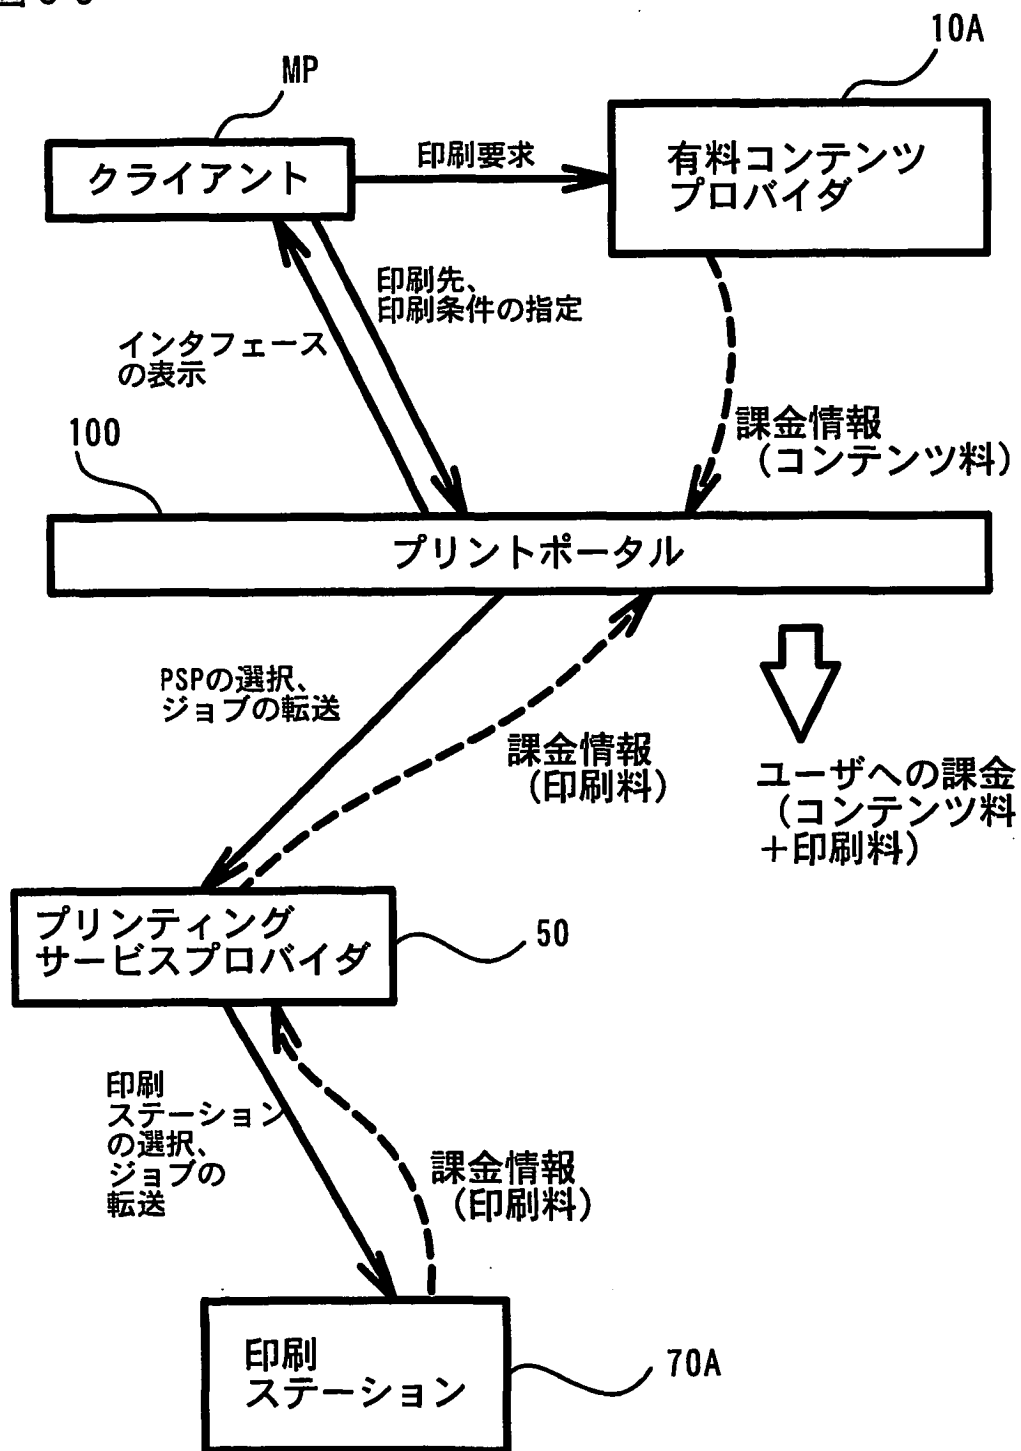 10A
MP
クライアント
印刷要求
有料コンテンツ
プロバイダ
印刷先、
印刷条件の指定
インタフェース
の表示
課金情報
(コンテンツ料)
100
プリントポータル
PSPの選択、
ジョブの転送
課金情報
(印刷料)
ユーザへの課金
(コンテンツ料
+印刷料)
プリンティング
サービスプロバイダ
50
印刷
ステーション
の選択、
ジョブの
転送
課金情報
(印刷料)
印刷
ステーション
70A